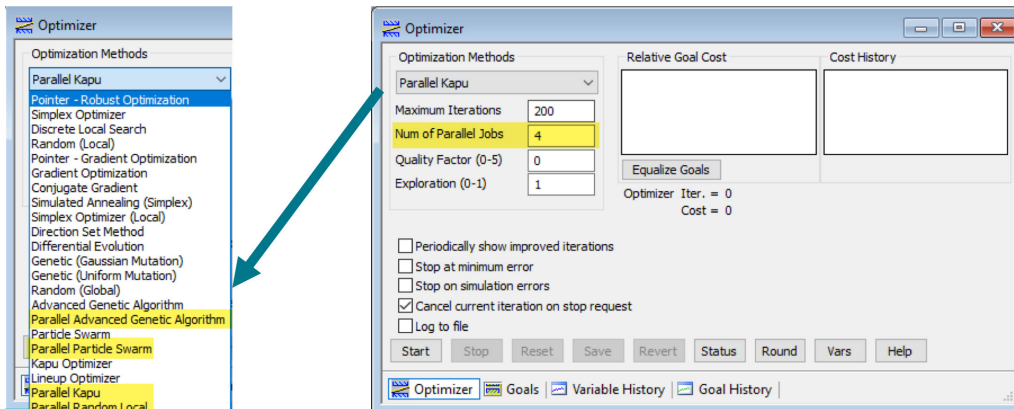 Optimizer
Optimization Methods
Parallel Kapu
Pointer - Robust Optimization
Simplex Optimizer
Discrete Local Search
Random (Local)
Pointer - Gradient Optimization
Gradient Optimization
Conjugate Gradient
Simulated Annealing (Simplex)
Simplex Optimizer (Local)
Direction Set Method
Differential Evolution
Genetic (Gaussian Mutation)
Genetic (Uniform Mutation)
Random (Global)
Advanced Genetic Algorithm
Parallel Advanced Genetic Algorithm
Particle Swarm
Parallel Particle Swarm
Kapu Optimizer
Lineup Optimizer
Parallel Kapu
Parallel Random Local
Optimizer
Optimization Methods
Parallel Kapu
Maximum Iterations 200
Num of Parallel Jobs 4
Quality Factor (0-5) 0
Exploration (0-1) 1
Relative Goal Cost
Cost History
Equalize Goals
Optimizer Iter. = 0
Cost = 0
Periodically show improved iterations
Stop at minimum error
Stop on simulation errors
Cancel current iteration on stop request
Log to file
Start Stop Reset Save Revert Status Round Vars Help
Optimizer Goals Variable History Goal History